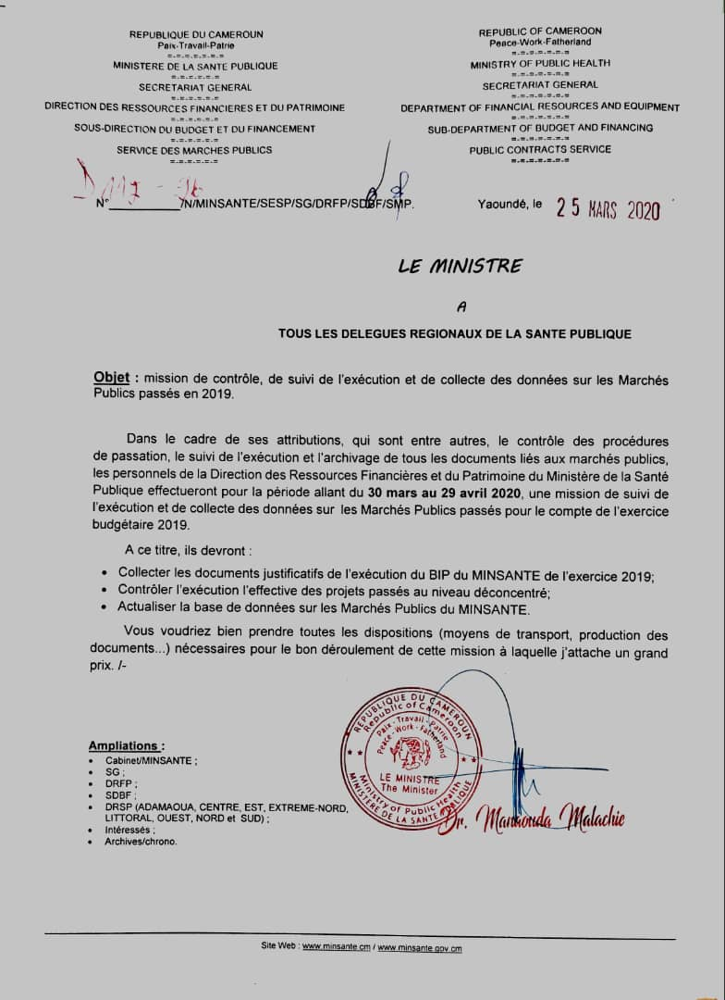 REPUBLIQUE DU CAMEROUN
Paix-Travail-Patrie
=-=-=-=-=-=-=
MINISTERE DE LA SANTE PUBLIQUE
=-=-=-=-=-=-=
SECRETARIAT GENERAL
=-=-=-=-=-=-=
DIRECTION DES RESSOURCES FINANCIERES ET DU PATRIMOINE
=-=-=-=-=-=-=
SOUS-DIRECTION DU BUDGET ET DU FINANCEMENT
=-=-=-=-=-=-=
SERVICE DES MARCHES PUBLICS
=-=-=-=-=-=-=
REPUBLIC OF CAMEROON
Peace-Work-Fatherland
=-=-=-=-=-=-=
MINISTRY OF PUBLIC HEALTH
=-=-=-=-=-=-=
SECRETARIAT GENERAL
=-=-=-=-=-=-=
DEPARTMENT OF FINANCIAL RESOURCES AND EQUIPMENT
=-=-=-=-=-=-=
SUB-DEPARTMENT OF BUDGET AND FINANCING
=-=-=-=-=-=-=
PUBLIC CONTRACTS SERVICE
=-=-=-=-=-=-=
N°___________/N/MINSANTE/SESP/SG/DRFP/SDBF/SMP.
Yaoundé, le 25 MARS 2020
LE MINISTRE
A
TOUS LES DELEGUES REGIONAUX DE LA SANTE PUBLIQUE
Objet : mission de contrôle, de suivi de l'exécution et de collecte des données sur les Marchés
Publics passés en 2019.
Dans le cadre de ses attributions, qui sont entre autres, le contrôle des procédures
de passation, le suivi de l'exécution et l'archivage de tous les documents liés aux marchés publics,
les personnels de la Direction des Ressources Financières et du Patrimoine du Ministère de la Santé
Publique effectueront pour la période allant du 30 mars au 29 avril 2020, une mission de suivi de
l'exécution et de collecte des données sur les Marchés Publics passés pour le compte de l'exercice
budgétaire 2019.
A ce titre, ils devront :
• Collecter les documents justificatifs de l'exécution du BIP du MINSANTE de l'exercice 2019;
• Contrôler l'exécution l'effective des projets passés au niveau déconcentré;
• Actualiser la base de données sur les Marchés Publics du MINSANTE.
Vous voudriez bien prendre toutes les dispositions (moyens de transport, production des
documents...) nécessaires pour le bon déroulement de cette mission à laquelle j'attache un grand
prix. /-
REPUBLIQUE DU CAMEROUN
Republic of Cameroon
Paix - Travail - Patrie
Peace - Work - Fatherland
LE MINISTRE
The Minister
Ministry of Public Health
MINISTERE DE LA SANTE PUBLIQUE
Dr. Manaouda Malachie
Ampliations :
• Cabinet/MINSANTE ;
• SG ;
• DRFP ;
• SDBF ;
• DRSP (ADAMAOUA, CENTRE, EST, EXTREME-NORD,
LITTORAL, OUEST, NORD et SUD) ;
• Intéressés ;
• Archives/chrono.
Site Web : www.minsante.cm / www.minsante.gov.cm